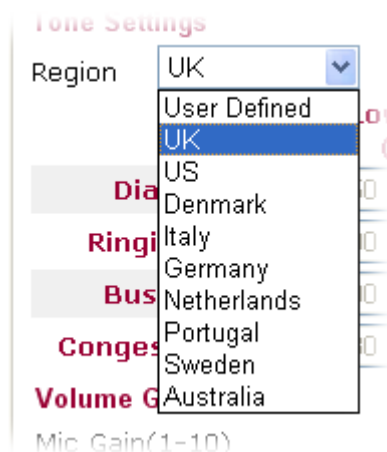 Tone Settings
Region UK
User Defined
UK
US
Denmark
Italy
Germany
Netherlands
Portugal
Sweden
Australia
Mic Gain(1-10)